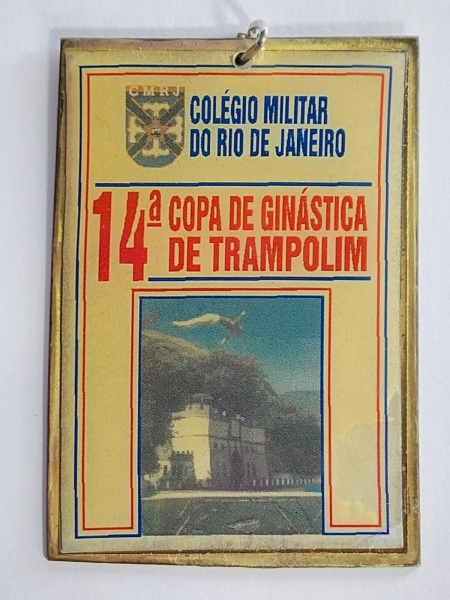 CMRJ
COLÉGIO MILITAR
DO RIO DE JANEIRO
14ª COPA DE GINÁSTICA
DE TRAMPOLIM